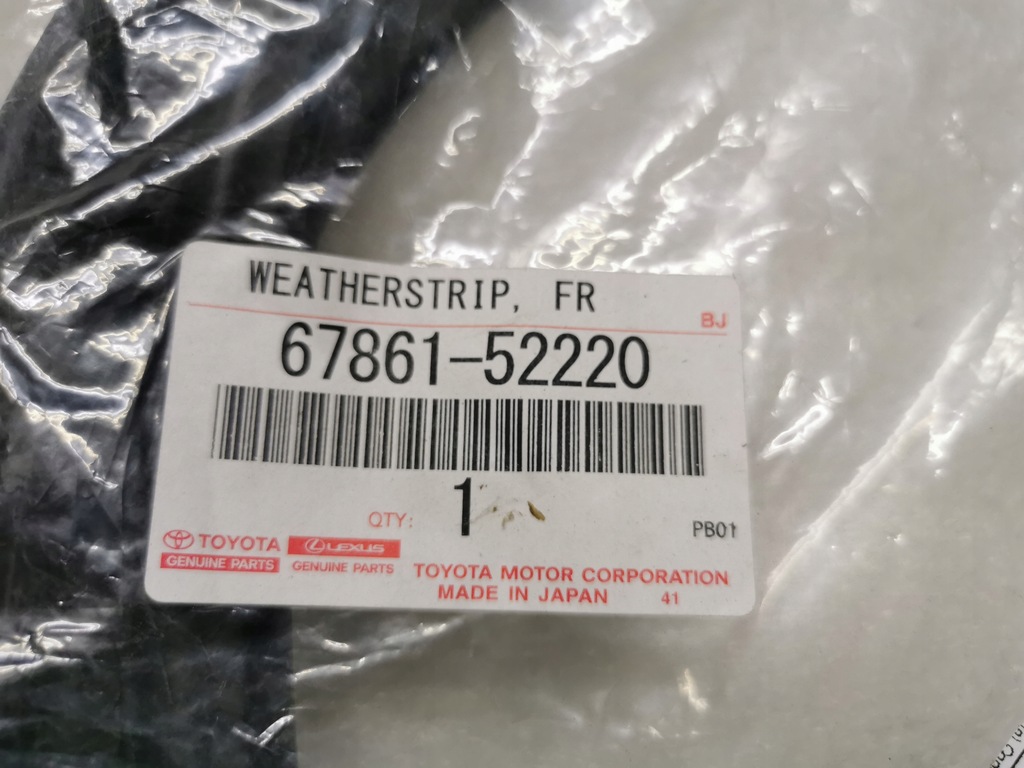 WEATHERSTRIP, FR
BJ
67861-52220
QTY: 1
PB01
TOYOTA
GENUINE PARTS
LEXUS
GENUINE PARTS
TOYOTA MOTOR CORPORATION
MADE IN JAPAN 41